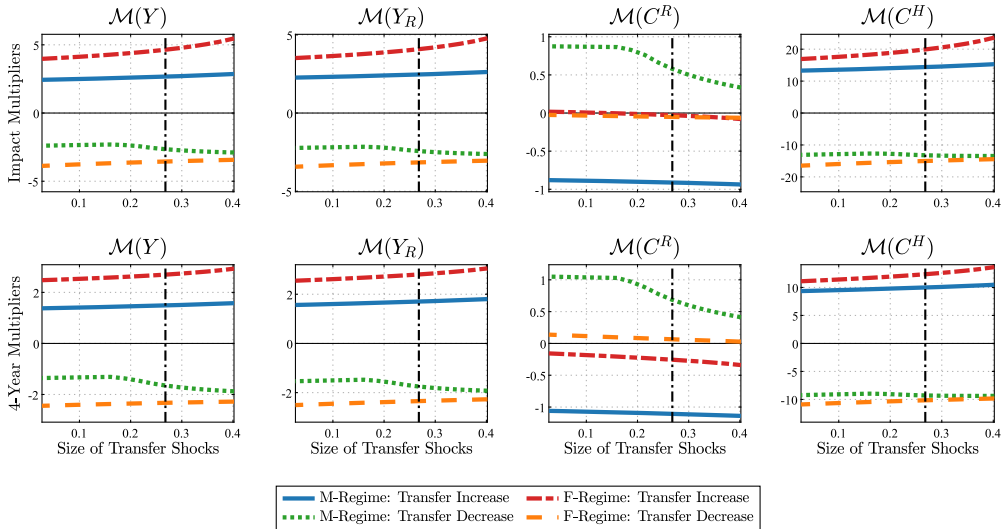 M(Y) M(Y_R) M(C^R) M(C^H)
Impact Multipliers
5
0
-5
0.1 0.2 0.3 0.4
5
0
-5
0.1 0.2 0.3 0.4
1
0.5
0
-0.5
-1
0.1 0.2 0.3 0.4
20
10
0
-10
-20
0.1 0.2 0.3 0.4
M(Y) M(Y_R) M(C^R) M(C^H)
4-Year Multipliers
2
0
-2
0.1 0.2 0.3 0.4
Size of Transfer Shocks
2
0
-2
0.1 0.2 0.3 0.4
Size of Transfer Shocks
1
0.5
0
-0.5
-1
0.1 0.2 0.3 0.4
Size of Transfer Shocks
10
5
0
-5
-10
0.1 0.2 0.3 0.4
Size of Transfer Shocks
M-Regime: Transfer Increase F-Regime: Transfer Increase
M-Regime: Transfer Decrease F-Regime: Transfer Decrease